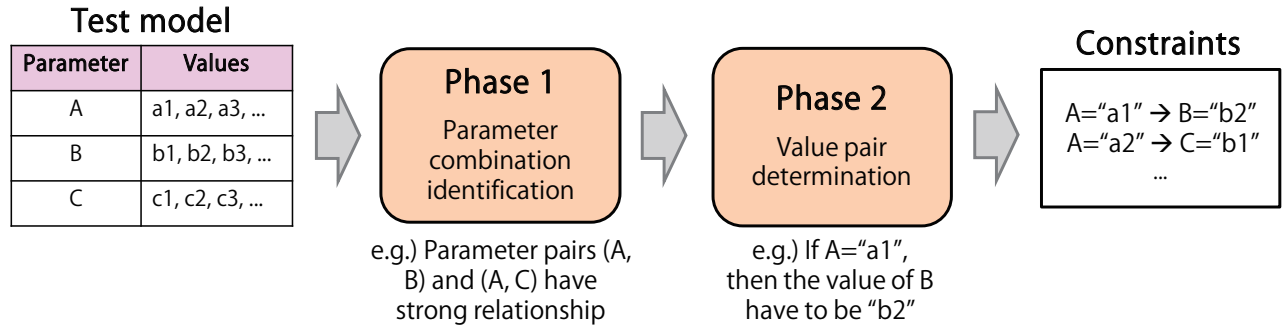 Test model
Parameter Values
A a1, a2, a3, ...
B b1, b2, b3, ...
C c1, c2, c3, ...
Phase 1
Parameter
combination
identification
e.g.) Parameter pairs (A,
B) and (A, C) have
strong relationship
Phase 2
Value pair
determination
e.g.) If A=“a1”,
then the value of B
have to be “b2”
Constraints
A=“a1” → B=“b2”
A=“a2” → C=“b1”
...